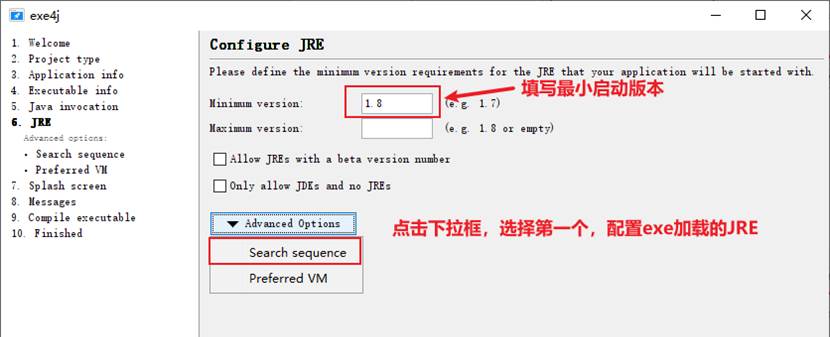 exe4j
1. Welcome
2. Project type
3. Application info
4. Executable info
5. Java invocation
6. JRE
Advanced options:
• Search sequence
• Preferred VM
7. Splash screen
8. Messages
9. Compile executable
10. Finished
Configure JRE
Please define the minimum version requirements for the JRE that your application will be started with.
Minimum version: 1.8 (e.g. 1.7)
填写最小启动版本
Maximum version: (e.g. 1.8 or empty)
Allow JREs with a beta version number
Only allow JDKs and no JREs
Advanced Options
点击下拉框，选择第一个，配置exe加载的JRE
Search sequence
Preferred VM